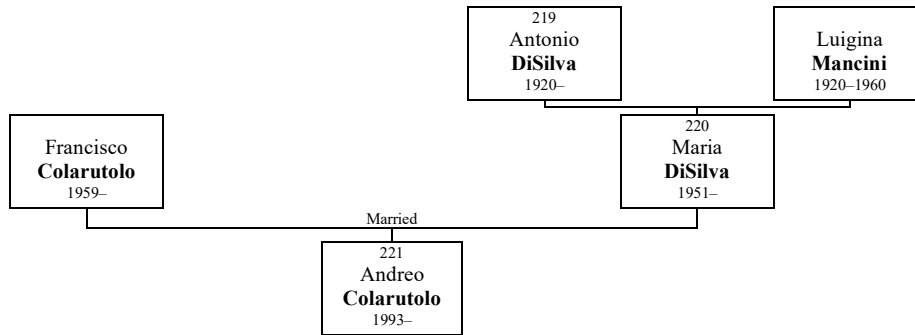 219
Antonio
DiSilva
1920–
Luigina
Mancini
1920–1960
Francisco
Colarutolo
1959–
220
Maria
DiSilva
1951–
Married
221
Andreo
Colarutolo
1993–